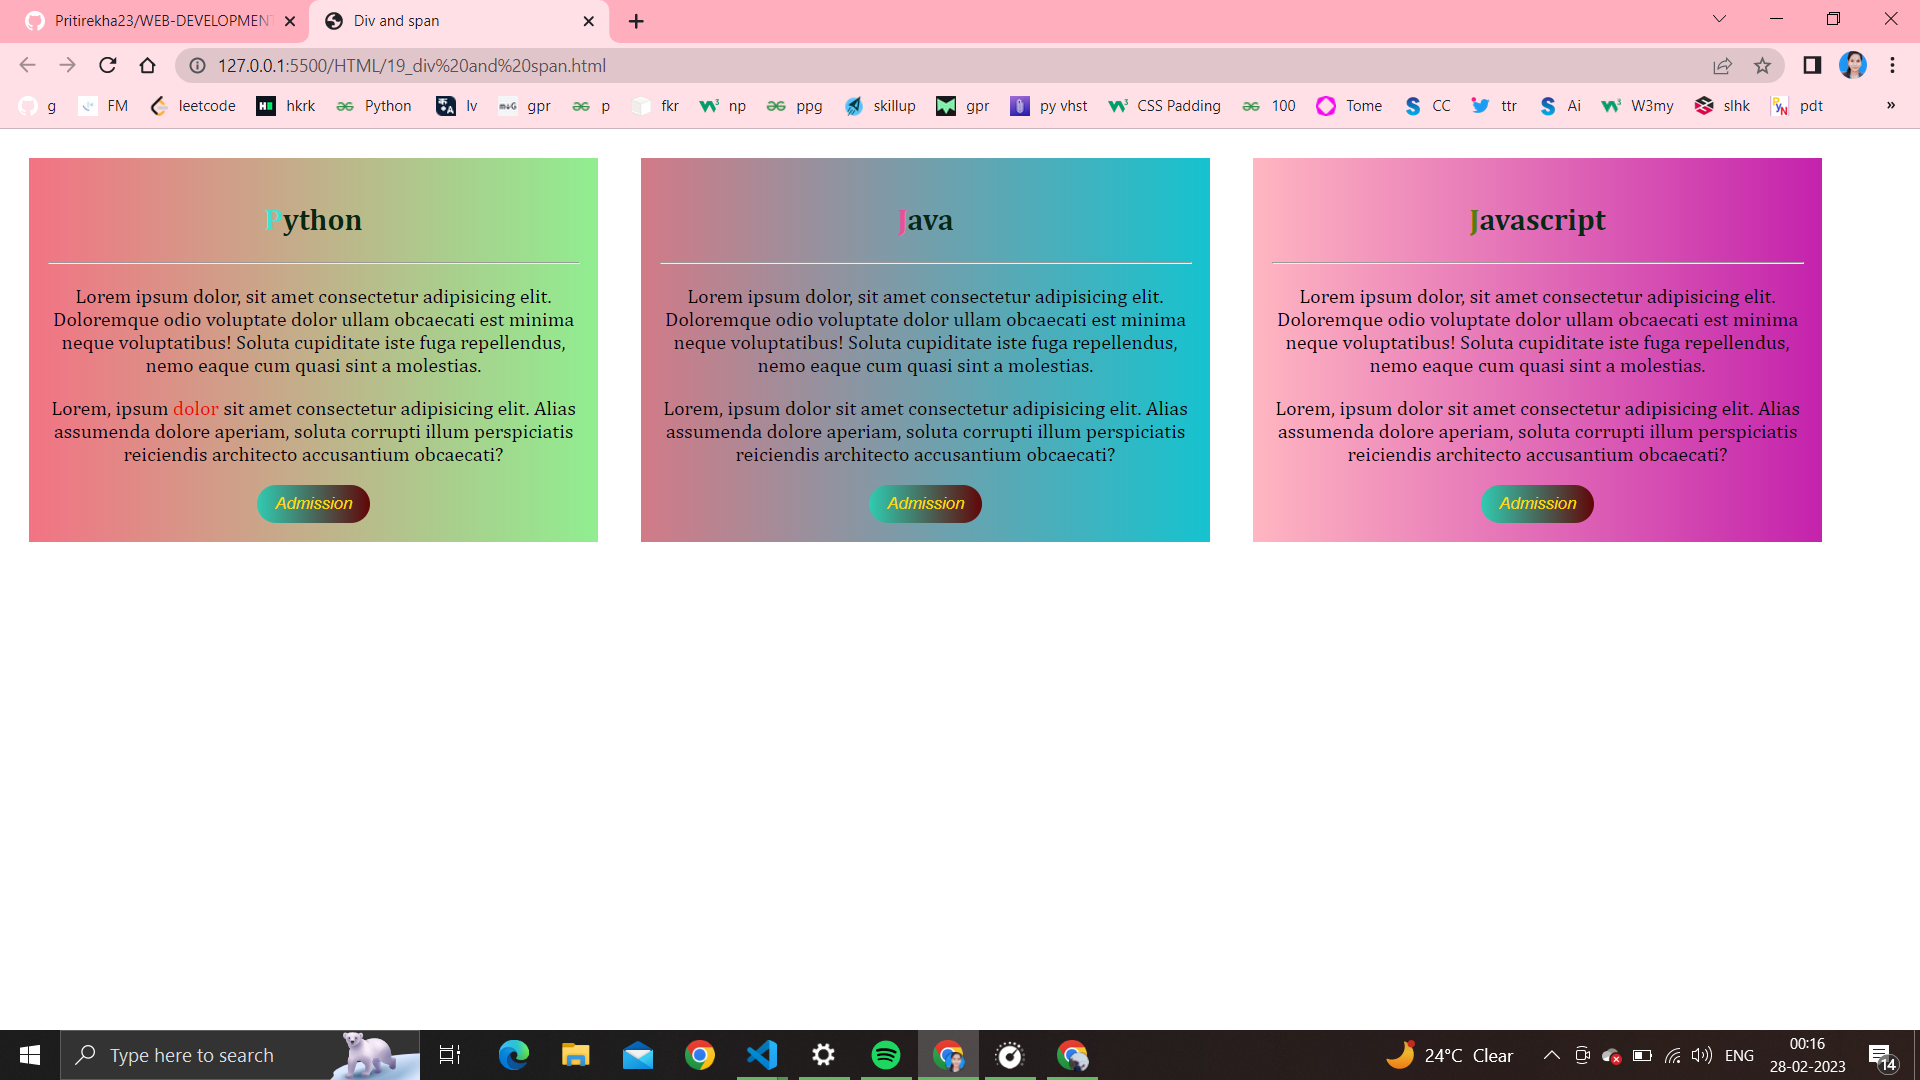 Pritirekha23/WEB-DEVELOPMENT
Div and span
127.0.0.1:5500/HTML/19_div%20and%20span.html
g FM leetcode hkrk Python lv gpr p fkr np ppg skillup gpr py vhst CSS Padding 100 Tome CC ttr Ai W3my slhk pdt »
Python
Lorem ipsum dolor, sit amet consectetur adipisicing elit.
Doloremque odio voluptate dolor ullam obcaecati est minima
neque voluptatibus! Soluta cupiditate iste fuga repellendus,
nemo eaque cum quasi sint a molestias.
Lorem, ipsum dolor sit amet consectetur adipisicing elit. Alias
assumenda dolore aperiam, soluta corrupti illum perspiciatis
reiciendis architecto accusantium obcaecati?
Admission
Java
Lorem ipsum dolor, sit amet consectetur adipisicing elit.
Doloremque odio voluptate dolor ullam obcaecati est minima
neque voluptatibus! Soluta cupiditate iste fuga repellendus,
nemo eaque cum quasi sint a molestias.
Lorem, ipsum dolor sit amet consectetur adipisicing elit. Alias
assumenda dolore aperiam, soluta corrupti illum perspiciatis
reiciendis architecto accusantium obcaecati?
Admission
Javascript
Lorem ipsum dolor, sit amet consectetur adipisicing elit.
Doloremque odio voluptate dolor ullam obcaecati est minima
neque voluptatibus! Soluta cupiditate iste fuga repellendus,
nemo eaque cum quasi sint a molestias.
Lorem, ipsum dolor sit amet consectetur adipisicing elit. Alias
assumenda dolore aperiam, soluta corrupti illum perspiciatis
reiciendis architecto accusantium obcaecati?
Admission
Type here to search
24°C Clear
ENG
00:16
28-02-2023
14